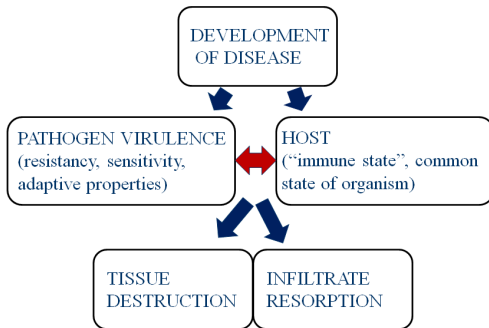 DEVELOPMENT
OF DISEASE
PATHOGEN VIRULENCE
(resistancy, sensitivity,
adaptive properties)
HOST
(“immune state”, common
state of organism)
TISSUE
DESTRUCTION
INFILTRATE
RESORPTION